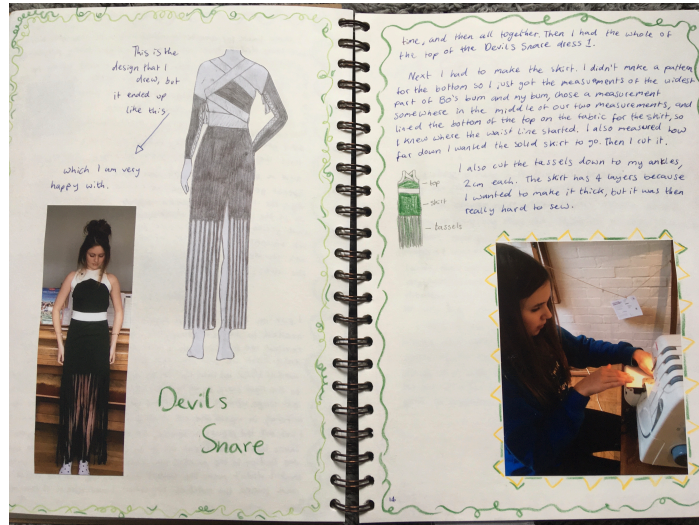 This is the
design that I
drew, but
it ended up
like this,
which I am very
happy with.
Devils
Snare
tone, and then all together. Then I had the whole of
the top of the Devil's Snare dress I.
Next I had to make the skirt. I didn't make a pattern
for the bottom so I just got the measurements of the widest
part of Bo's bum and my bum, chose a measurement
somewhere in the middle of our two measurements, and
lined the bottom of the top on the fabric for the skirt, so
I knew where the waist line started. I also measured how
far down I wanted the solid skirt to go. Then I cut it.
I also cut the tassels down to my ankles,
2cm each. The skirt has 4 layers because
I wanted to make it thick, but it was then
really hard to sew.
- top
- skirt
- tassels